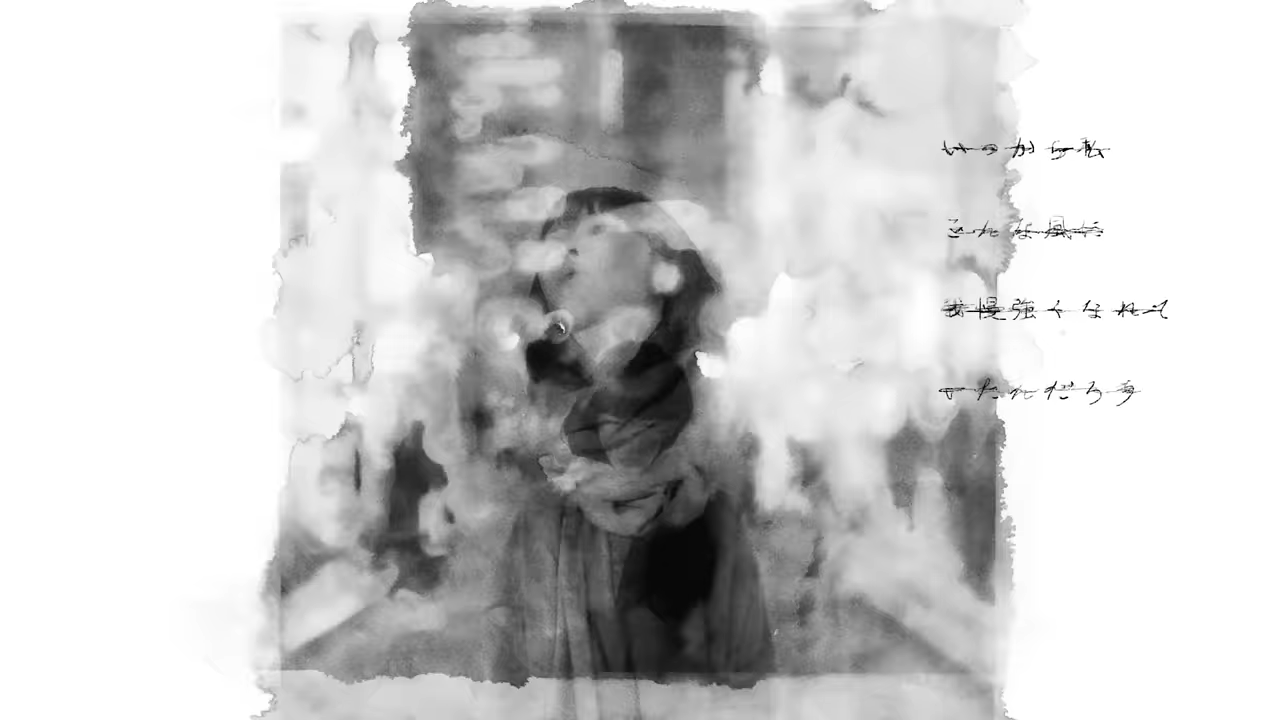 いつから私
こんな風に
我慢強くなれて
いたんだろう